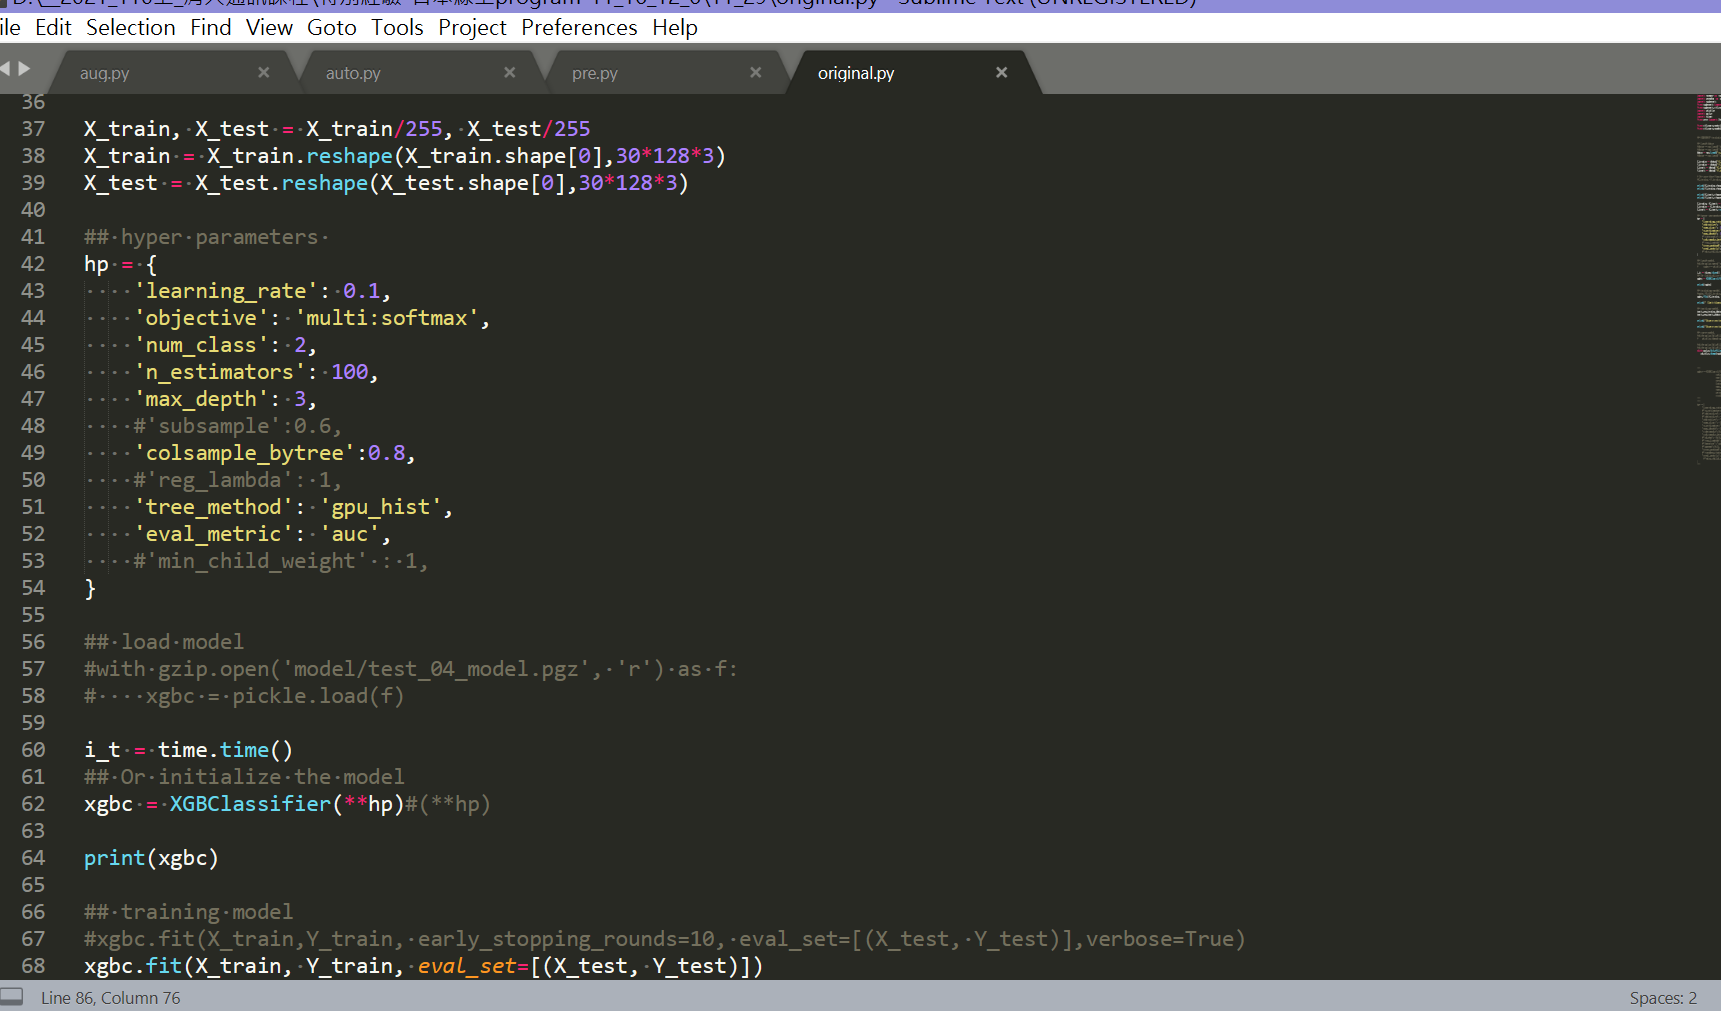 ile Edit Selection Find View Goto Tools Project Preferences Help
aug.py auto.py pre.py original.py
36
37 X_train, X_test = X_train/255, X_test/255
38 X_train = X_train.reshape(X_train.shape[0],30*128*3)
39 X_test = X_test.reshape(X_test.shape[0],30*128*3)
40
41 ## hyper parameters
42 hp = {
43 'learning_rate': 0.1,
44 'objective': 'multi:softmax',
45 'num_class': 2,
46 'n_estimators': 100,
47 'max_depth': 3,
48 #'subsample':0.6,
49 'colsample_bytree':0.8,
50 #'reg_lambda': 1,
51 'tree_method': 'gpu_hist',
52 'eval_metric': 'auc',
53 #'min_child_weight' : 1,
54 }
55
56 ## load model
57 #with gzip.open('model/test_04_model.pgz', 'r') as f:
58 #    xgbc = pickle.load(f)
59
60 i_t = time.time()
61 ## Or initialize the model
62 xgbc = XGBClassifier(**hp)#(**hp)
63
64 print(xgbc)
65
66 ## training model
67 #xgbc.fit(X_train,Y_train, early_stopping_rounds=10, eval_set=[(X_test, Y_test)],verbose=True)
68 xgbc.fit(X_train, Y_train, eval_set=[(X_test, Y_test)])
Line 86, Column 76 Spaces: 2